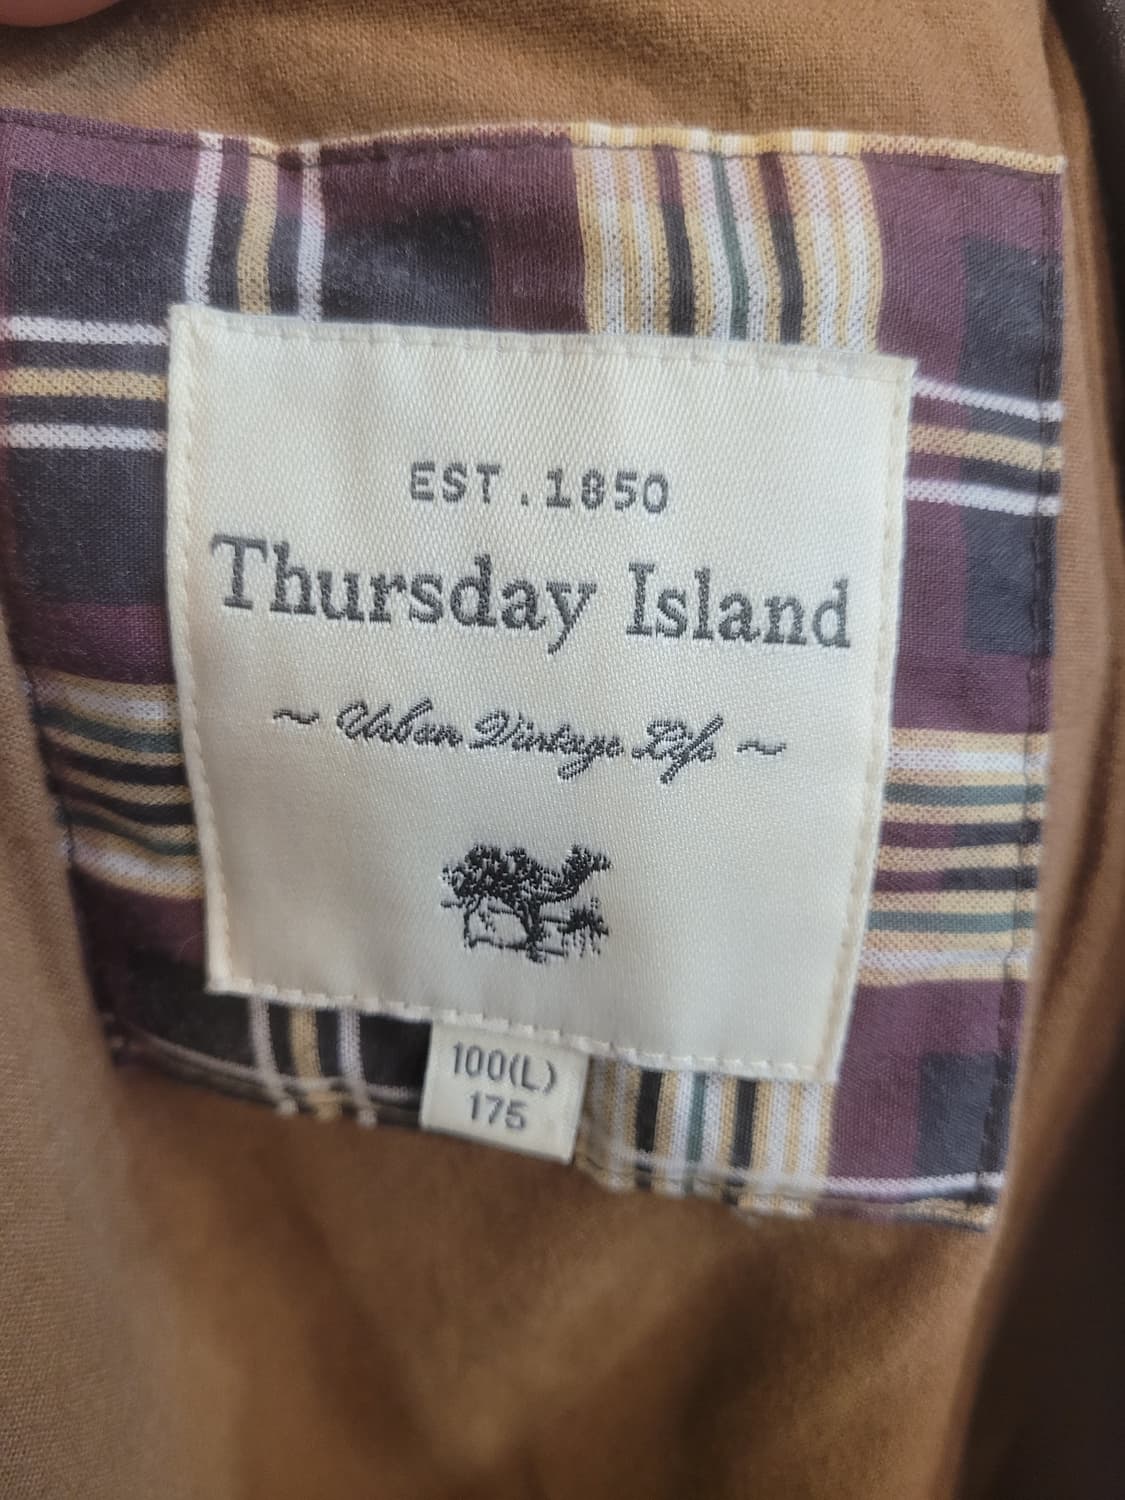 EST.1850
Thursday Island
~ Urban Vintage Life ~
100(L)
175